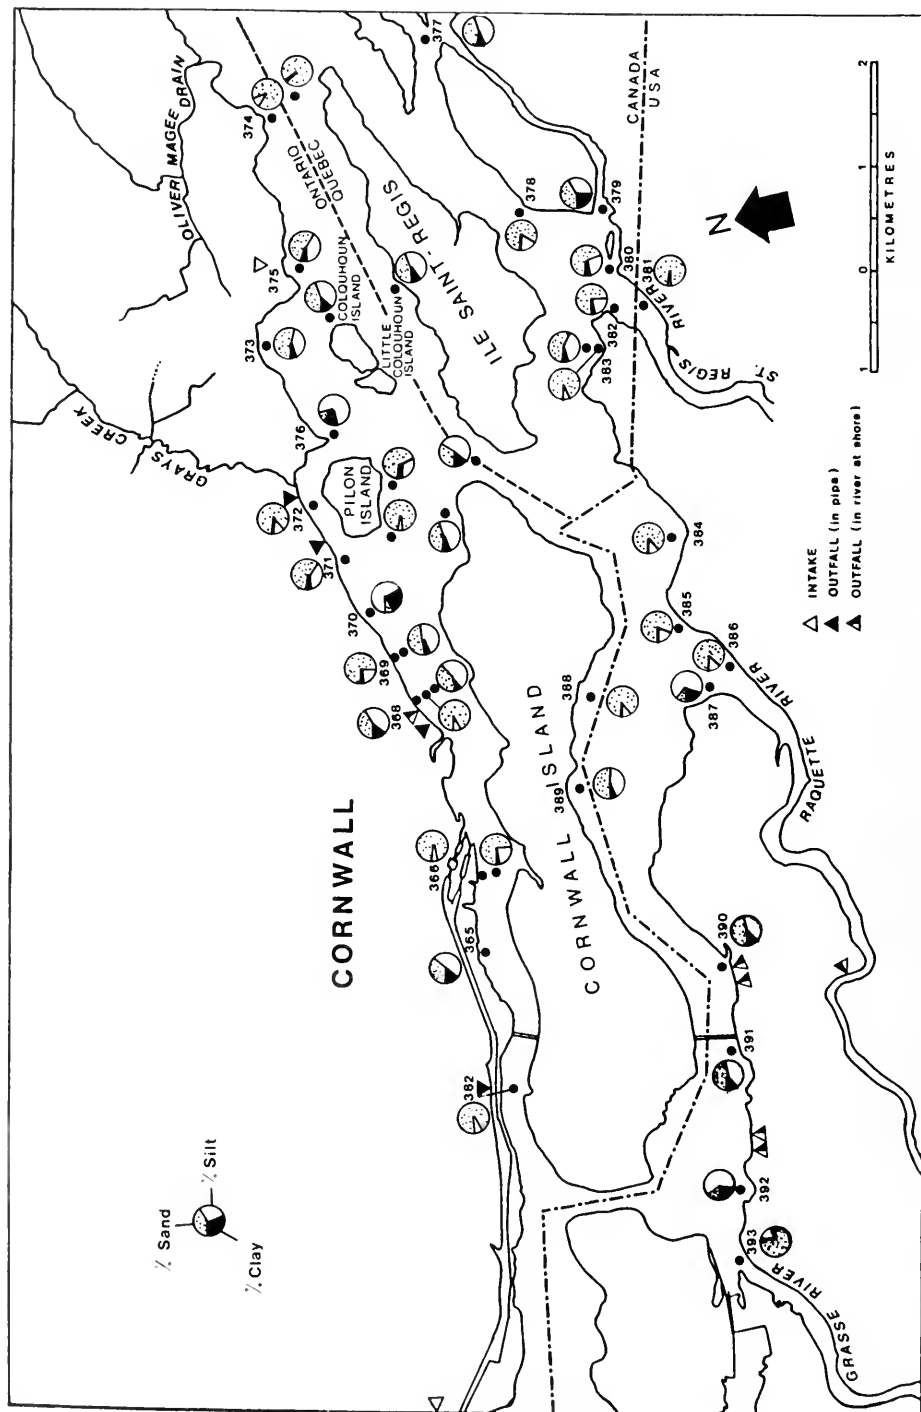 CORNWALL
% Sand
% Silt
% Clay
OLIVER MAGEE DRAIN
GRAYS CREEK
ONTARIO
QUEBEC
COLQUHOUN
ISLAND
LITTLE
COLQUHOUN
ISLAND
PILON
ISLAND
ILE SAINT-REGIS
CORNWALL ISLAND
CANADA
USA
ST. REGIS RIVER
RAQUETTE RIVER
GRASSE RIVER
382
365
366
368
369
370
371
372
376
373
375
374
377
378
379
380
381
382
383
384
385
386
387
388
389
390
391
392
393
N
INTAKE
OUTFALL (in pipe)
OUTFALL (in river at shore)
1 0 1 2
KILOMETRES